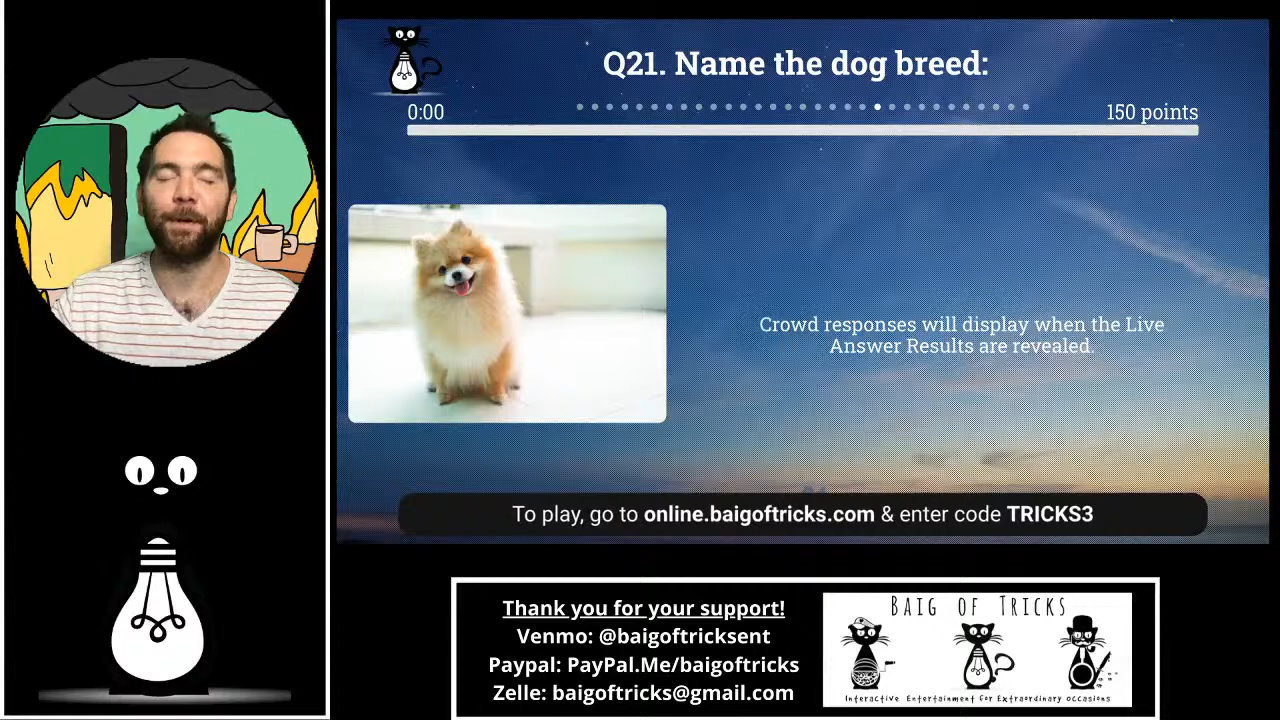 Q21. Name the dog breed:
0:00
150 points
Crowd responses will display when the Live
Answer Results are revealed.
To play, go to online.baigoftricks.com & enter code TRICKS3
Thank you for your support!
Venmo: @baigoftricksent
Paypal: PayPal.Me/baigoftricks
Zelle: baigoftricks@gmail.com
BAIG OF TRICKS
Interactive Entertainment for Extraordinary occasions